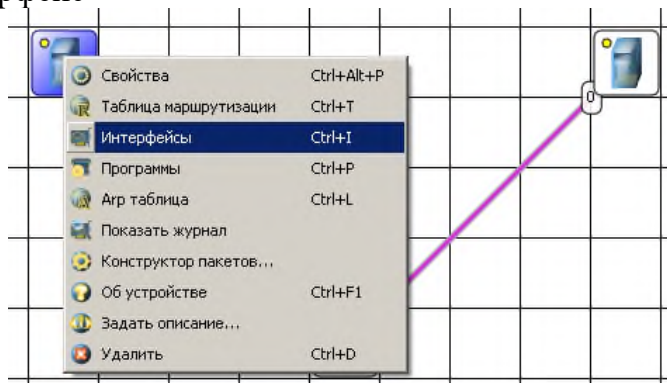 Свойства Ctrl+Alt+P
Таблица маршрутизации Ctrl+T
Интерфейсы Ctrl+I
Программы Ctrl+P
Arp таблица Ctrl+L
Показать журнал
Конструктор пакетов...
Об устройстве Ctrl+F1
Задать описание...
Удалить Ctrl+D
0